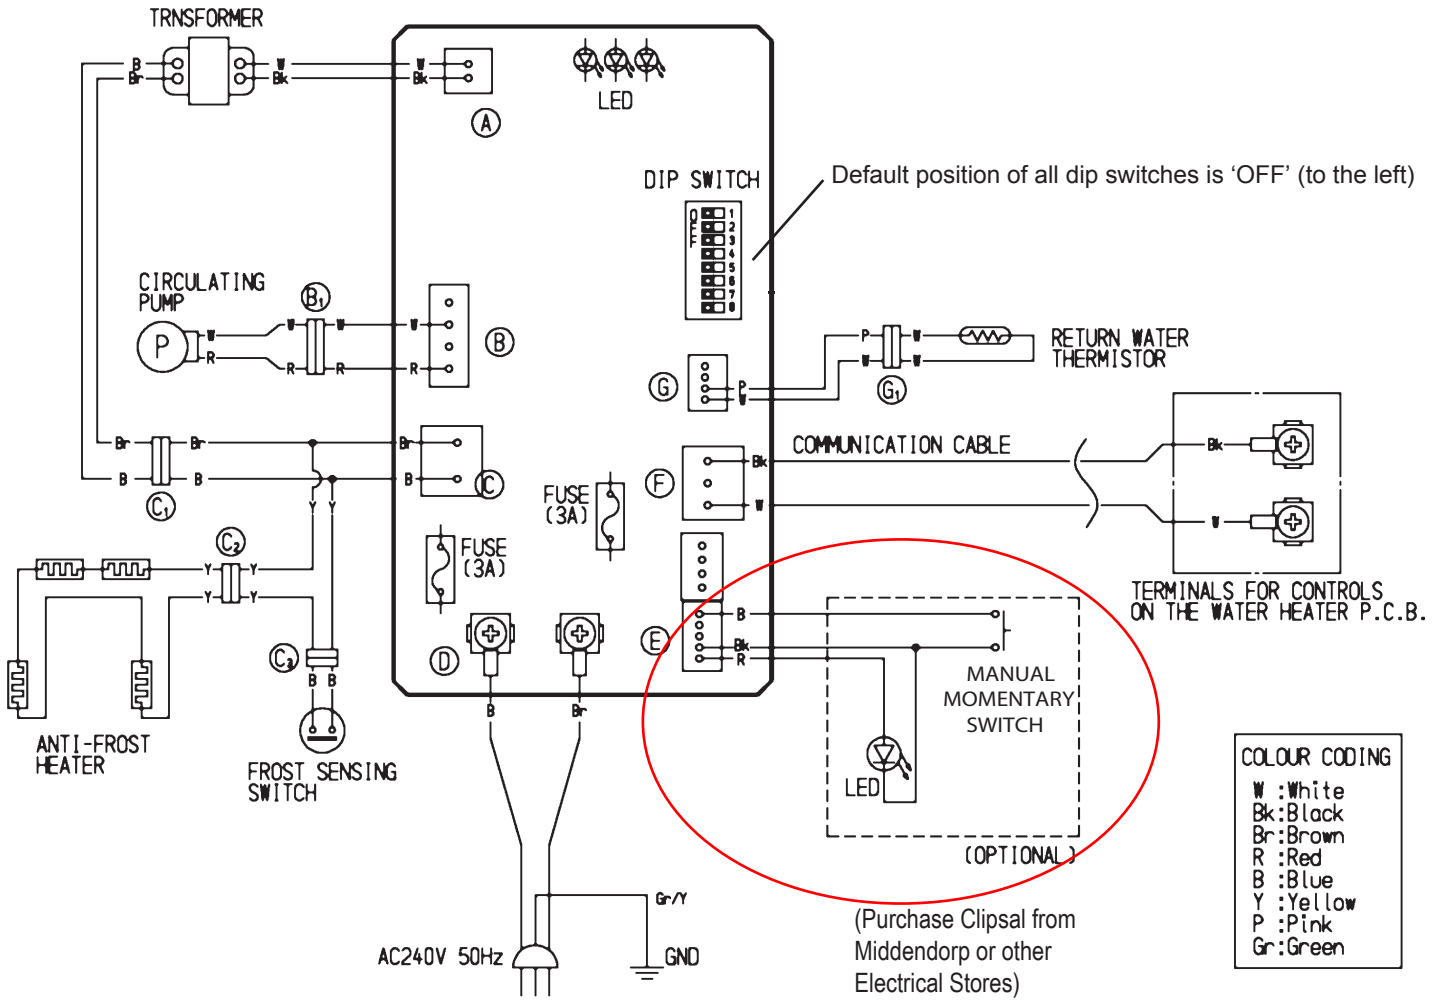 TRNSFORMER
B
Br
W
Bk
W
Bk
A
LED
DIP SWITCH
Default position of all dip switches is ‘OFF’ (to the left)
OFF
1
2
3
4
5
6
7
8
CIRCULATING
PUMP
P
W
R
B1
W
R
W
R
W
R
B
G
P
W
P
W
G1
W
W
RETURN WATER
THERMISTOR
Br
B
C1
Br
B
Br
B
C
F
Bk
W
COMMUNICATION CABLE
Bk
W
TERMINALS FOR CONTROLS
ON THE WATER HEATER P.C.B.
FUSE
(3A)
FUSE
(3A)
Y
Y
C2
Y
Y
Y
Y
C3
B
B
ANTI-FROST
HEATER
FROST SENSING
SWITCH
D
B
Br
E
B
Bk
R
MANUAL
MOMENTARY
SWITCH
LED
(OPTIONAL)
(Purchase Clipsal from
Middendorp or other
Electrical Stores)
Gr/Y
AC240V 50Hz
GND
COLOUR CODING
W :White
Bk:Black
Br:Brown
R :Red
B :Blue
Y :Yellow
P :Pink
Gr:Green